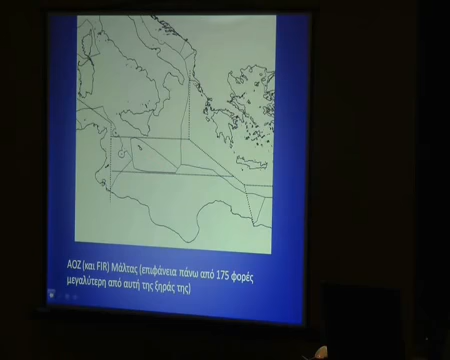 ΑΟΖ (και FIR) Μάλτας (επιφάνεια πάνω από 175 φορές
μεγαλύτερη από αυτή της ξηράς της)